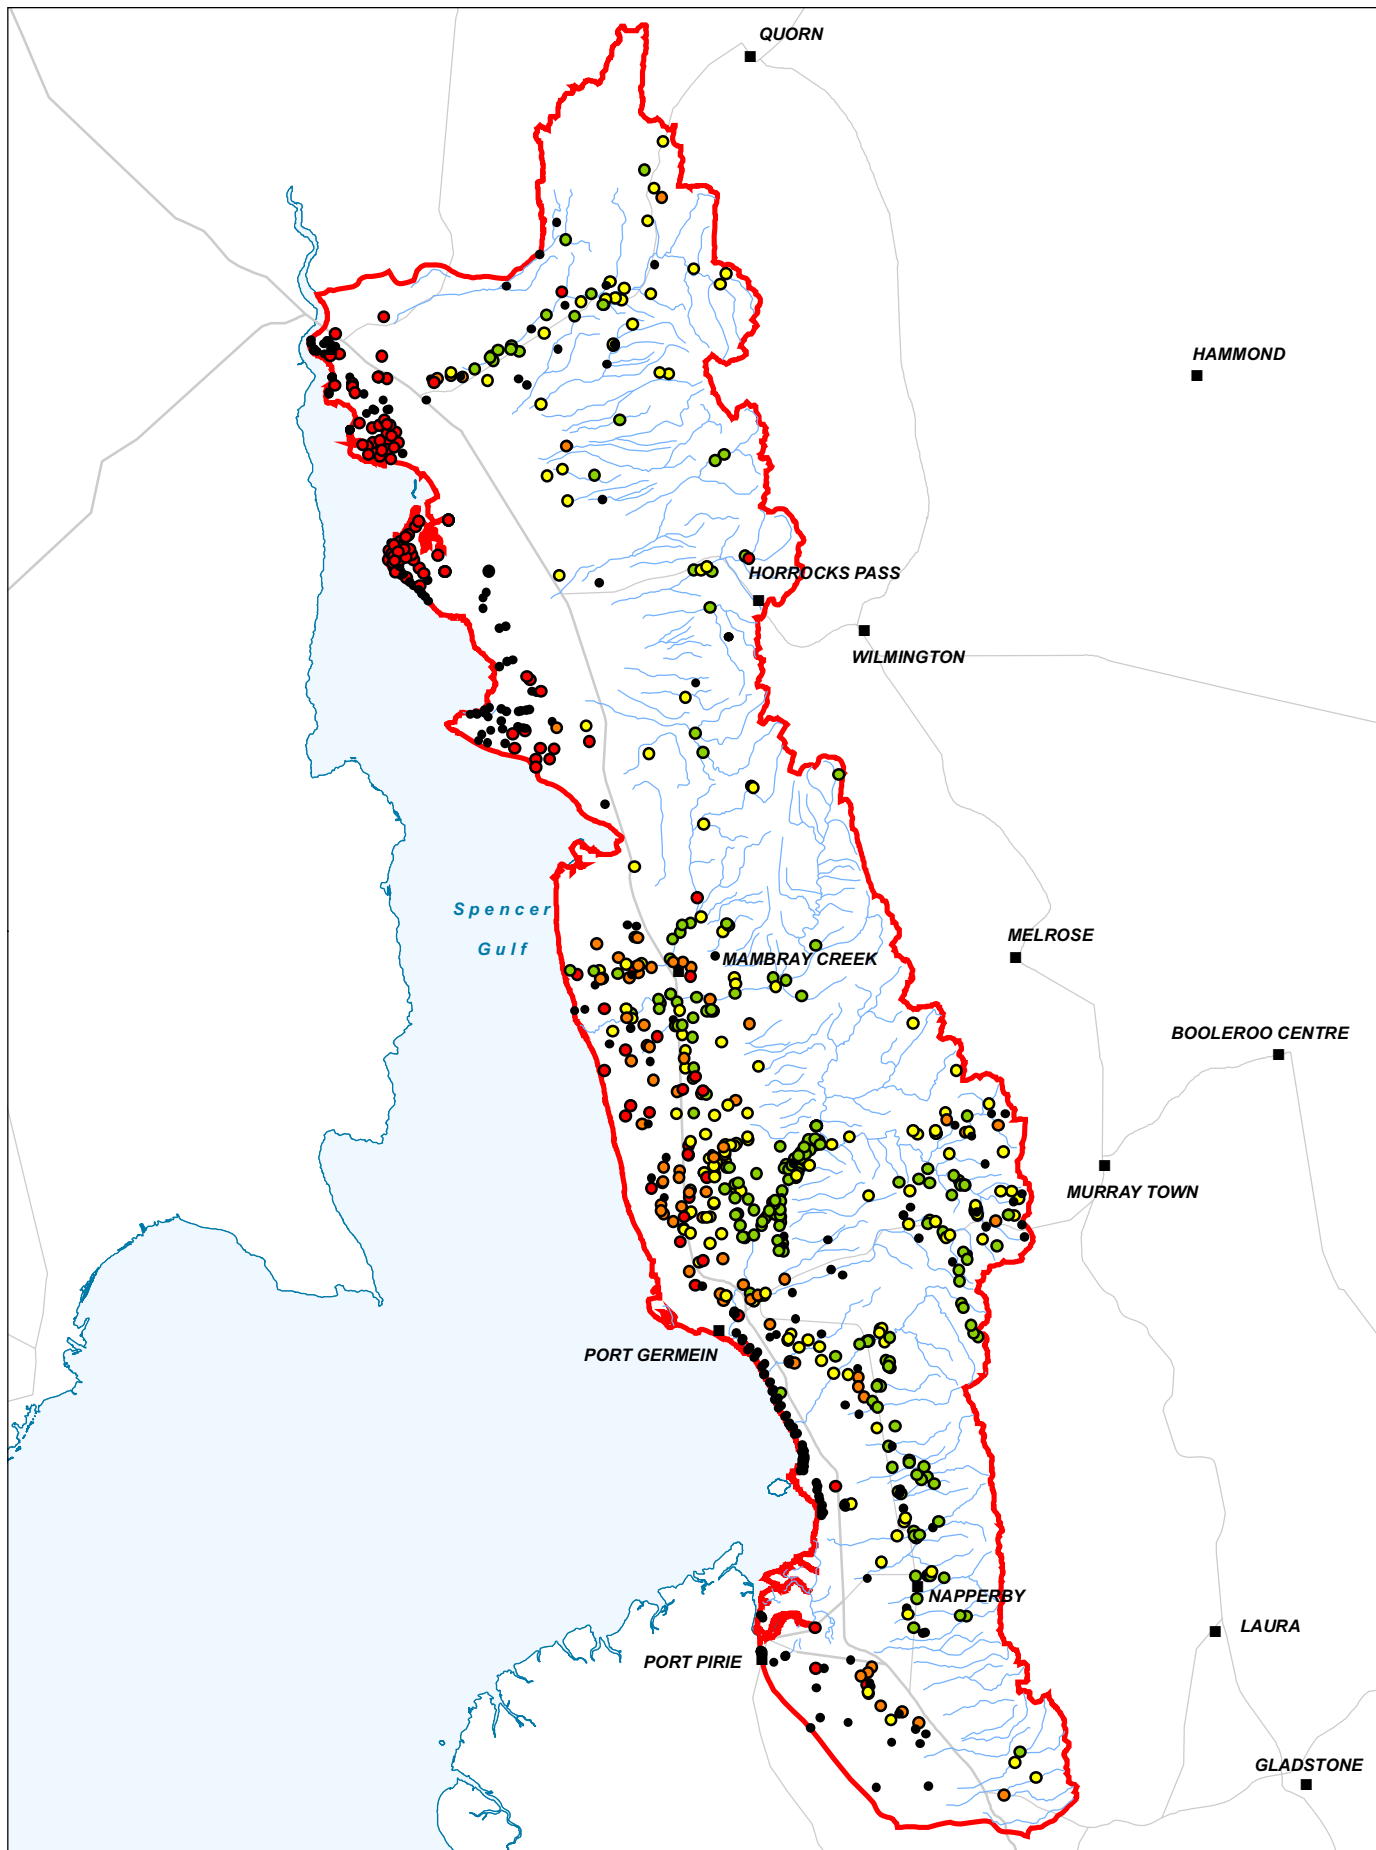 QUORN
HAMMOND
HORROCKS PASS
WILMINGTON
Spencer
Gulf
MELROSE
MAMBRAY CREEK
BOOLEROO CENTRE
MURRAY TOWN
PORT GERMEIN
NAPPERBY
LAURA
PORT PIRIE
GLADSTONE